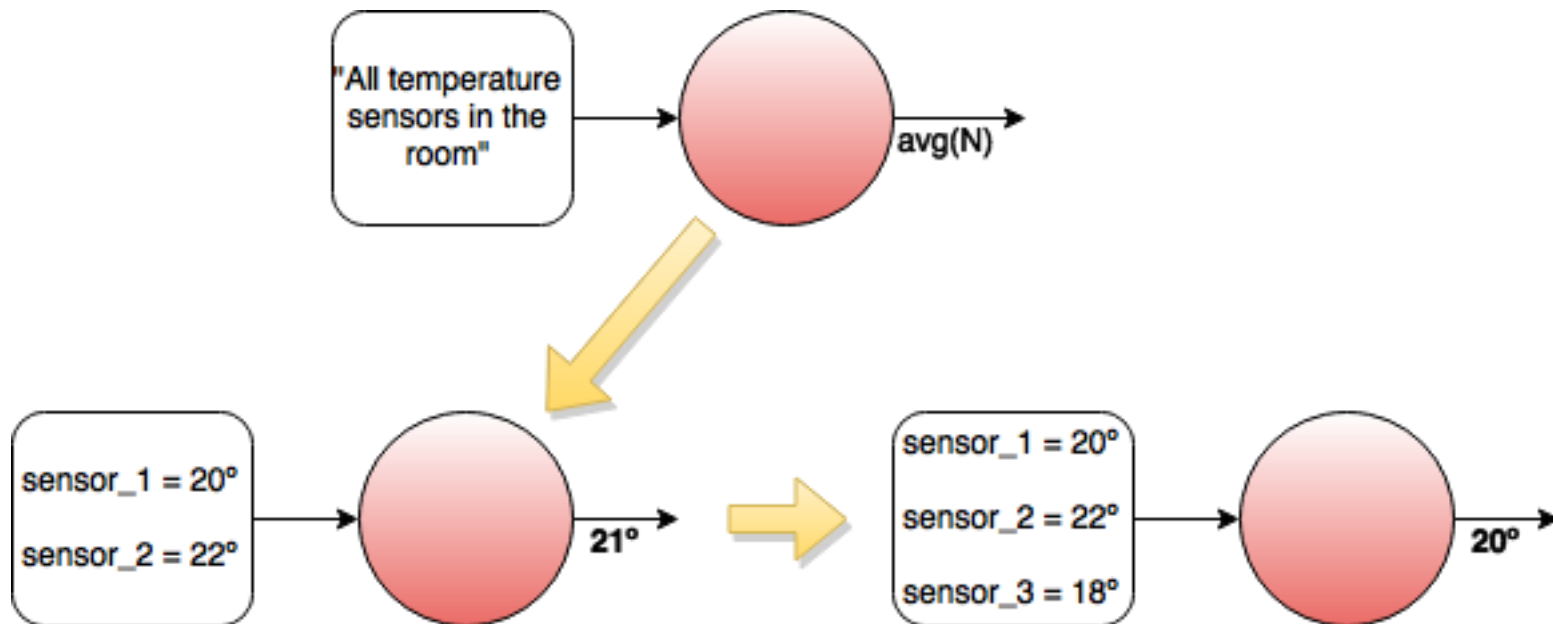 "All temperature
sensors in the
room"
avg(N)
sensor_1 = 20º
sensor_2 = 22º
21º
sensor_1 = 20º
sensor_2 = 22º
sensor_3 = 18º
20º